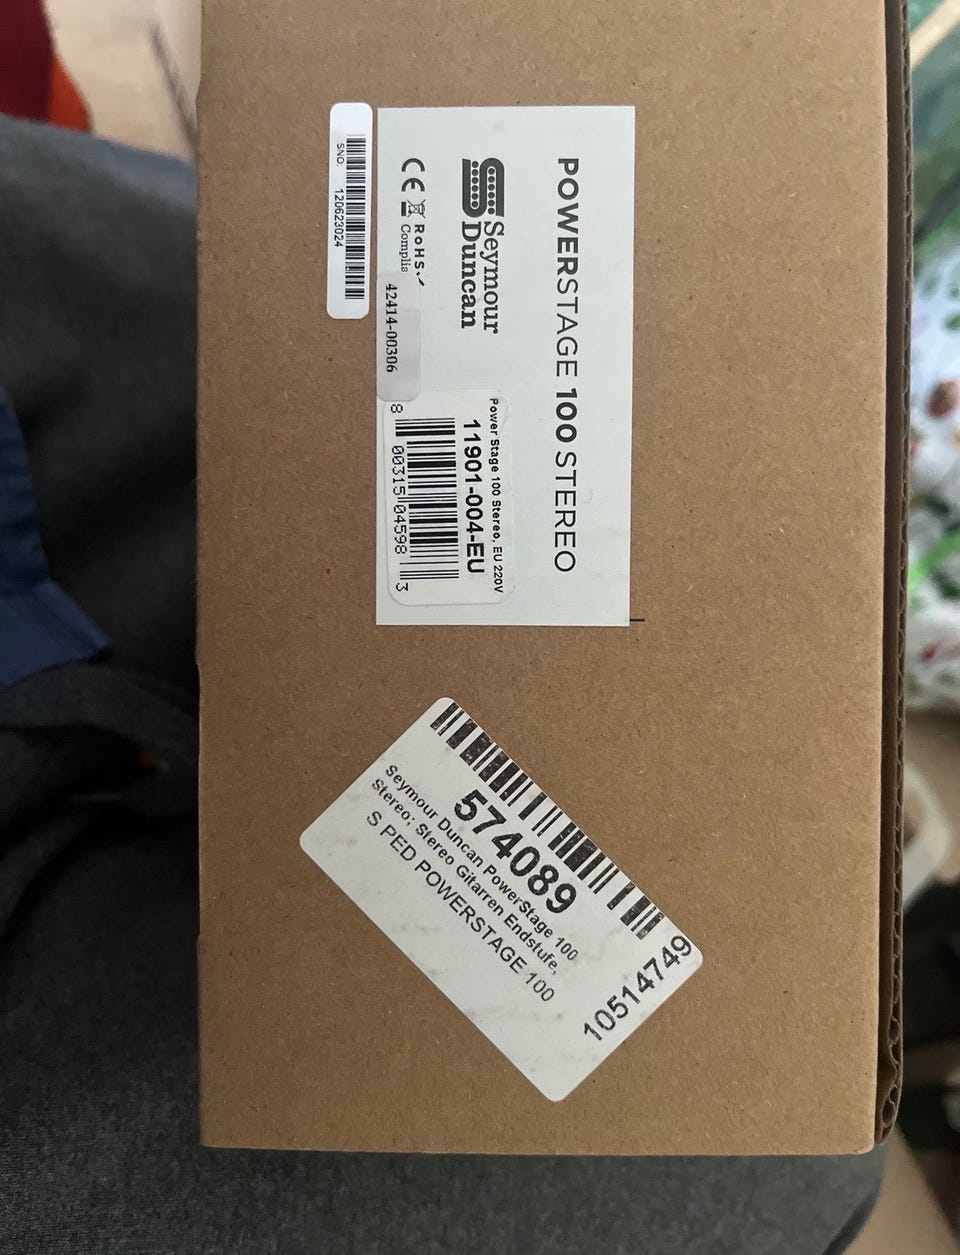 POWERSTAGE 100 STEREO
Seymour
Duncan
CE RoHS✓
Complia
42414-00306
SNO: 120623024
Power Stage 100 Stereo, EU 220V
11901-004-EU
8 00315 04598 3
574089
Seymour Duncan PowerStage 100
Stereo; Stereo Gitarren Endstufe,
S PED POWERSTAGE 100
10514749